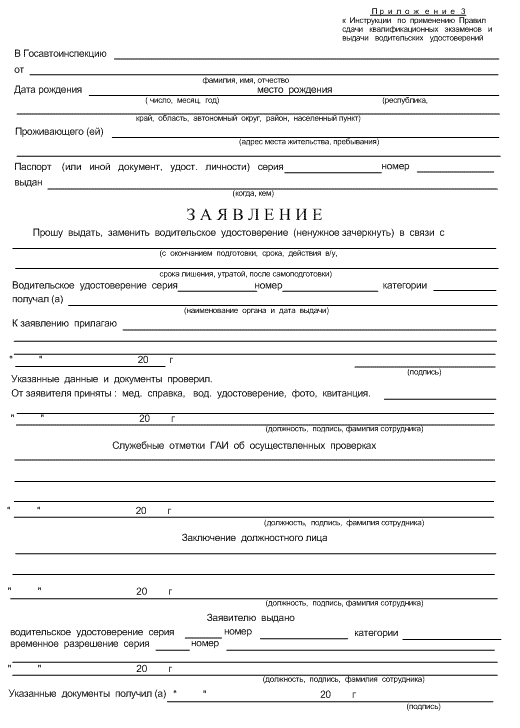 Приложение 3
к Инструкции по применению Правил
сдачи квалификационных экзаменов и
выдачи водительских удостоверений
В Госавтоинспекцию
от
фамилия, имя, отчество
Дата рождения место рождения
( число, месяц, год) (республика,
край, область, автономный округ, район, населенный пункт)
Проживающего (ей)
(адрес места жительства, пребывания)
Паспорт (или иной документ, удост. личности) серия номер
выдан
(когда, кем)
ЗАЯВЛЕНИЕ
Прошу выдать, заменить водительское удостоверение (ненужное зачеркнуть) в связи с
(с окончанием подготовки, срока, действия в/у,
срока лишения, утратой, после самоподготовки)
Водительское удостоверение серия номер категории
получал (а)
(наименование органа и дата выдачи)
К заявлению прилагаю
" " 20 г
(подпись)
Указанные данные и документы проверил.
От заявителя приняты : мед. справка, вод. удостоверение, фото, квитанция.
" " 20 г
(должность, подпись, фамилия сотрудника)
Служебные отметки ГАИ об осуществленных проверках
" " 20 г
(должность, подпись, фамилия сотрудника)
Заключение должностного лица
" " 20 г
(должность, подпись, фамилия сотрудника)
Заявителю выдано
водительское удостоверение серия номер категории
временное разрешение серия номер
" " 20 г
(должность, подпись, фамилия сотрудника)
Указанные документы получил (а) " " 20 г
(подпись)